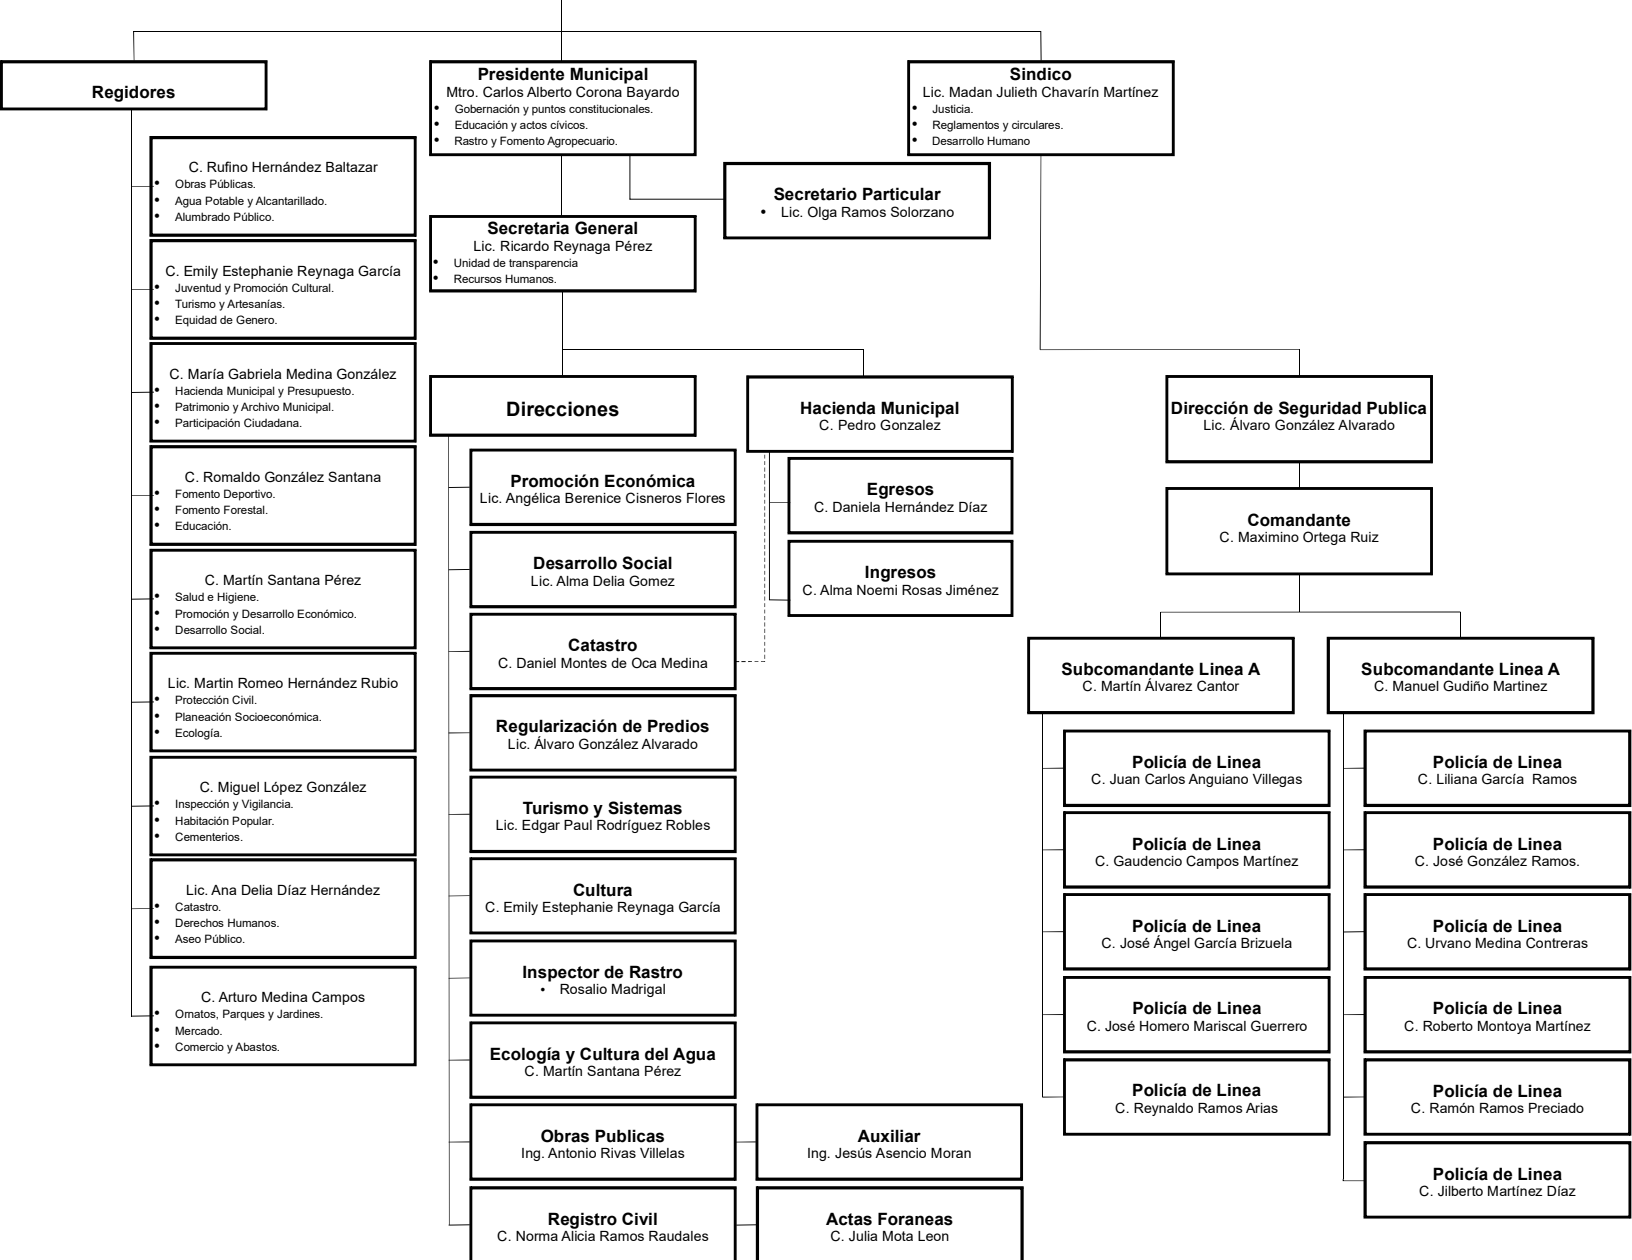 Regidores
C. Rufino Hernández Baltazar
• Obras Públicas.
• Agua Potable y Alcantarillado.
• Alumbrado Público.
C. Emily Estephanie Reynaga García
• Juventud y Promoción Cultural.
• Turismo y Artesanías.
• Equidad de Genero.
C. María Gabriela Medina González
• Hacienda Municipal y Presupuesto.
• Patrimonio y Archivo Municipal.
• Participación Ciudadana.
C. Romaldo González Santana
• Fomento Deportivo.
• Fomento Forestal.
• Educación.
C. Martín Santana Pérez
• Salud e Higiene.
• Promoción y Desarrollo Económico.
• Desarrollo Social.
Lic. Martin Romeo Hernández Rubio
• Protección Civil.
• Planeación Socioeconómica.
• Ecología.
C. Miguel López González
• Inspección y Vigilancia.
• Habitación Popular.
• Cementerios.
Lic. Ana Delia Díaz Hernández
• Catastro.
• Derechos Humanos.
• Aseo Público.
C. Arturo Medina Campos
• Ornatos, Parques y Jardines.
• Mercado.
• Comercio y Abastos.
Presidente Municipal
Mtro. Carlos Alberto Corona Bayardo
• Gobernación y puntos constitucionales.
• Educación y actos cívicos.
• Rastro y Fomento Agropecuario.
Secretario Particular
• Lic. Olga Ramos Solorzano
Secretaria General
Lic. Ricardo Reynaga Pérez
• Unidad de transparencia
• Recursos Humanos.
Direcciones
Promoción Económica
Lic. Angélica Berenice Cisneros Flores
Desarrollo Social
Lic. Alma Delia Gomez
Catastro
C. Daniel Montes de Oca Medina
Regularización de Predios
Lic. Álvaro González Alvarado
Turismo y Sistemas
Lic. Edgar Paul Rodríguez Robles
Cultura
C. Emily Estephanie Reynaga García
Inspector de Rastro
• Rosalio Madrigal
Ecología y Cultura del Agua
C. Martín Santana Pérez
Obras Publicas
Ing. Antonio Rivas Villelas
Auxiliar
Ing. Jesús Asencio Moran
Registro Civil
C. Norma Alicia Ramos Raudales
Actas Foraneas
C. Julia Mota Leon
Hacienda Municipal
C. Pedro Gonzalez
Egresos
C. Daniela Hernández Díaz
Ingresos
C. Alma Noemi Rosas Jiménez
Sindico
Lic. Madan Julieth Chavarín Martínez
• Justicia.
• Reglamentos y circulares.
• Desarrollo Humano
Dirección de Seguridad Publica
Lic. Álvaro González Alvarado
Comandante
C. Maximino Ortega Ruiz
Subcomandante Linea A
C. Martín Álvarez Cantor
Policía de Linea
C. Juan Carlos Anguiano Villegas
Policía de Linea
C. Gaudencio Campos Martínez
Policía de Linea
C. José Ángel García Brizuela
Policía de Linea
C. José Homero Mariscal Guerrero
Policía de Linea
C. Reynaldo Ramos Arias
Subcomandante Linea A
C. Manuel Gudiño Martinez
Policía de Linea
C. Liliana García Ramos
Policía de Linea
C. José González Ramos.
Policía de Linea
C. Urvano Medina Contreras
Policía de Linea
C. Roberto Montoya Martínez
Policía de Linea
C. Ramón Ramos Preciado
Policía de Linea
C. Jilberto Martínez Díaz